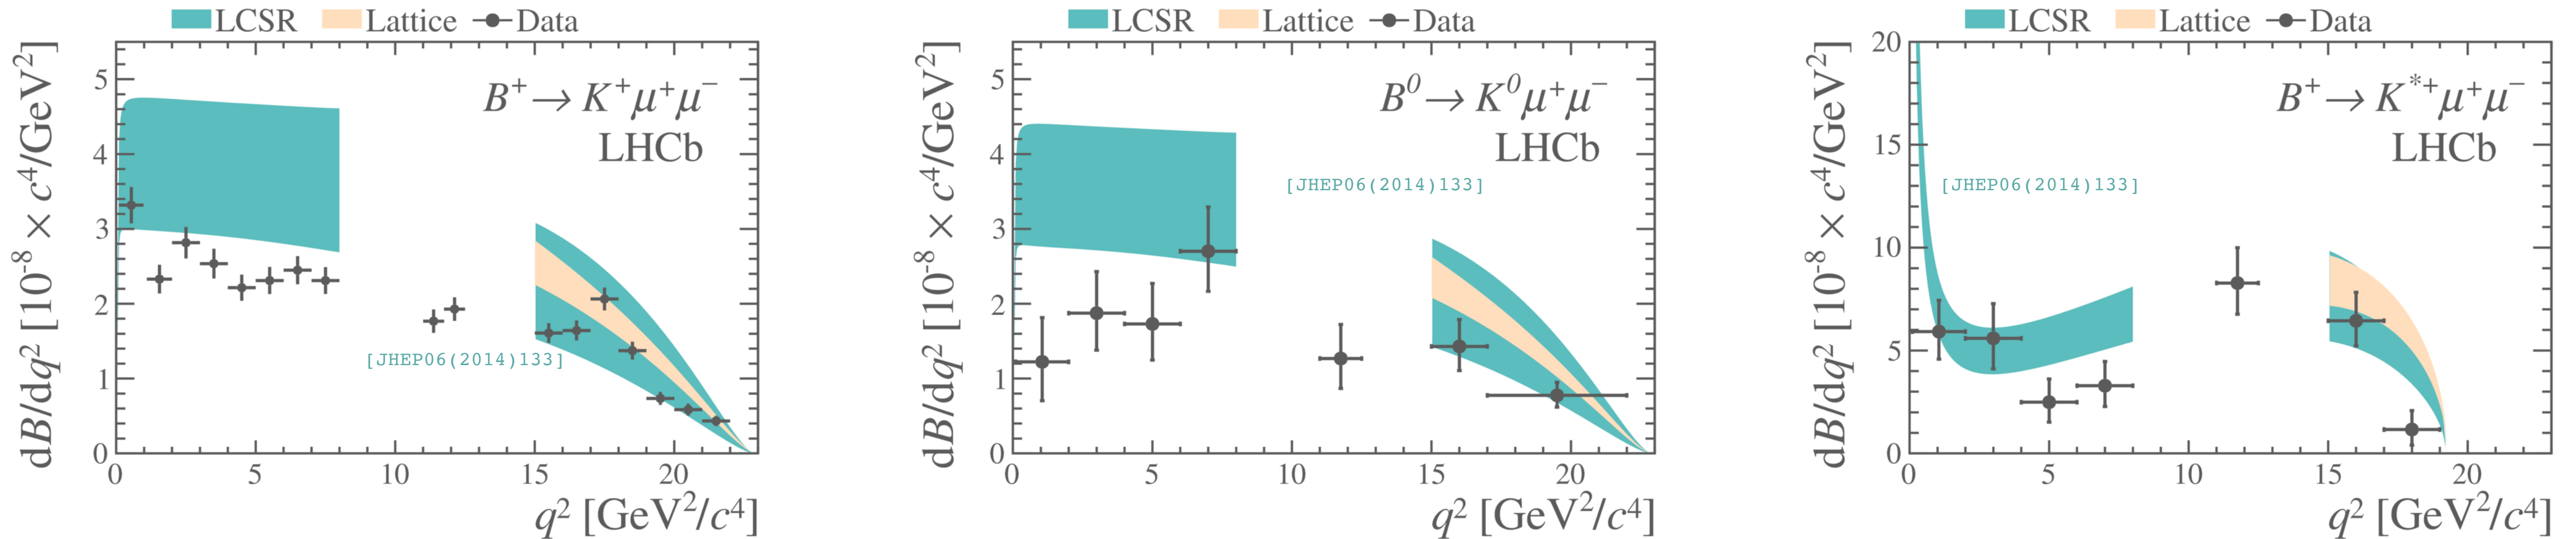 LCSR Lattice Data
dB/dq² [10⁻⁸ × c⁴/GeV²]
5
4
3
2
1
0
B⁺→ K⁺μ⁺μ⁻
LHCb
[JHEP06(2014)133]
0 5 10 15 20
q² [GeV²/c⁴]
LCSR Lattice Data
dB/dq² [10⁻⁸ × c⁴/GeV²]
5
4
3
2
1
0
B⁰→ K⁰μ⁺μ⁻
LHCb
[JHEP06(2014)133]
0 5 10 15 20
q² [GeV²/c⁴]
LCSR Lattice Data
dB/dq² [10⁻⁸ × c⁴/GeV²]
20
15
10
5
0
B⁺→ K*⁺μ⁺μ⁻
LHCb
[JHEP06(2014)133]
0 5 10 15 20
q² [GeV²/c⁴]